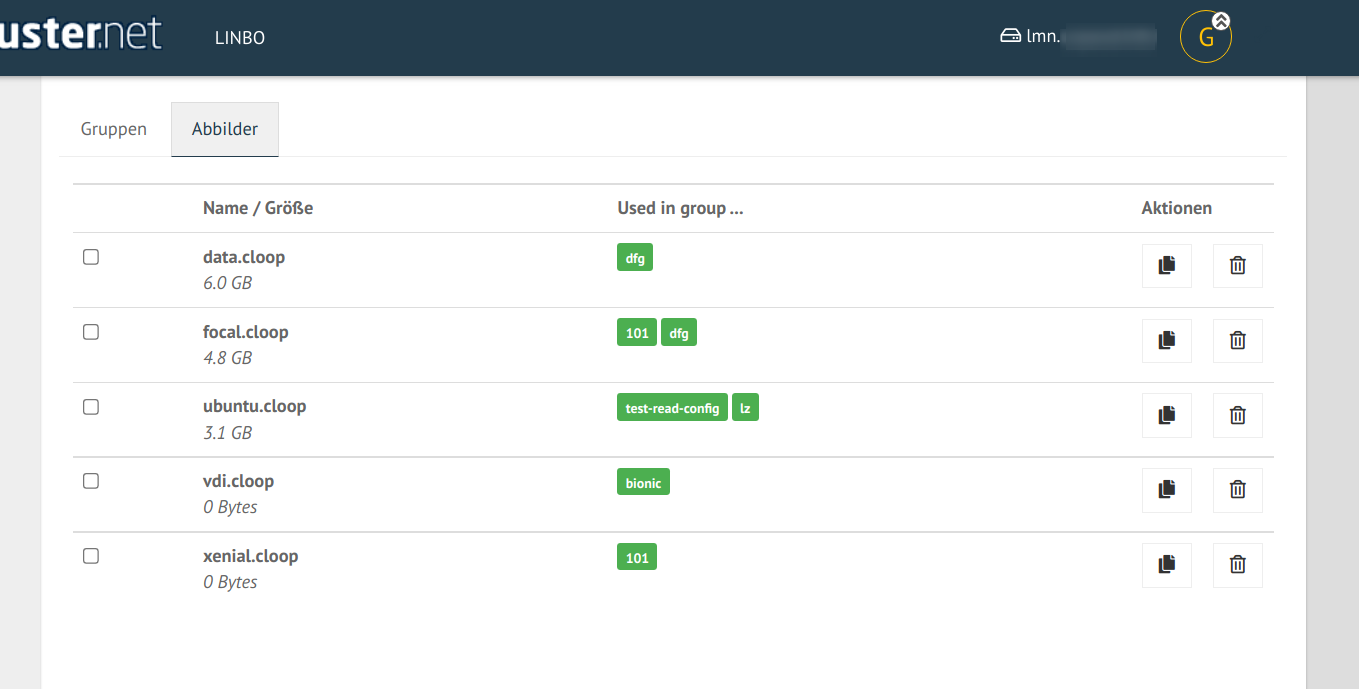 uster.net
LINBO
lmn.
G
Gruppen
Abbilder
Name / Größe
Used in group ...
Aktionen
data.cloop
6.0 GB
dfg
focal.cloop
4.8 GB
101 dfg
ubuntu.cloop
3.1 GB
test-read-config lz
vdi.cloop
0 Bytes
bionic
xenial.cloop
0 Bytes
101